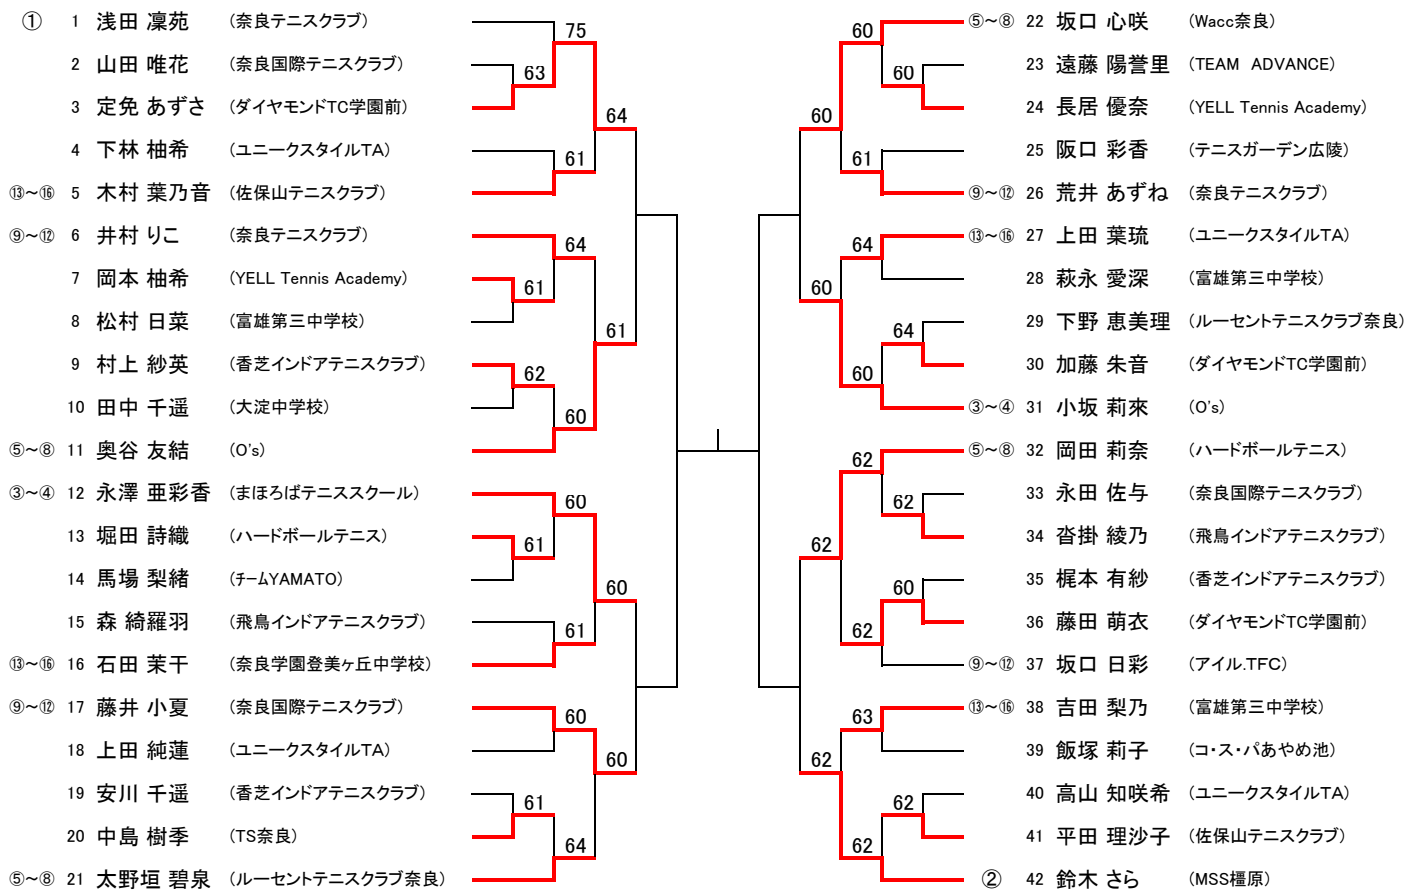 ① 1 浅田 凜苑 (奈良テニスクラブ)
75
2 山田 唯花 (奈良国際テニスクラブ)
63
3 定免 あずさ (ダイヤモンドTC学園前)
64
4 下林 柚希 (ユニークスタイルTA)
61
⑬~⑯ 5 木村 葉乃音 (佐保山テニスクラブ)
⑨~⑫ 6 井村 りこ (奈良テニスクラブ)
64
7 岡本 柚希 (YELL Tennis Academy)
61
8 松村 日菜 (富雄第三中学校)
61
9 村上 紗英 (香芝インドアテニスクラブ)
62
10 田中 千遥 (大淀中学校)
60
⑤~⑧ 11 奥谷 友結 (O's)
③~④ 12 永澤 亜彩香 (まほろばテニススクール)
60
13 堀田 詩織 (ハードボールテニス)
61
14 馬場 梨緒 (チームYAMATO)
60
15 森 綺羅羽 (飛鳥インドアテニスクラブ)
61
⑬~⑯ 16 石田 茉干 (奈良学園登美ヶ丘中学校)
⑨~⑫ 17 藤井 小夏 (奈良国際テニスクラブ)
60
18 上田 純蓮 (ユニークスタイルTA)
60
19 安川 千遥 (香芝インドアテニスクラブ)
61
20 中島 樹季 (TS奈良)
64
⑤~⑧ 21 太野垣 碧泉 (ルーセントテニスクラブ奈良)
⑤~⑧ 22 坂口 心咲 (Wacc奈良)
60
23 遠藤 陽誉里 (TEAM ADVANCE)
60
24 長居 優奈 (YELL Tennis Academy)
60
25 阪口 彩香 (テニスガーデン広陵)
61
⑨~⑫ 26 荒井 あずね (奈良テニスクラブ)
⑬~⑯ 27 上田 葉琉 (ユニークスタイルTA)
64
28 萩永 愛深 (富雄第三中学校)
60
29 下野 恵美理 (ルーセントテニスクラブ奈良)
64
30 加藤 朱音 (ダイヤモンドTC学園前)
60
③~④ 31 小坂 莉來 (O's)
⑤~⑧ 32 岡田 莉奈 (ハードボールテニス)
62
33 永田 佐与 (奈良国際テニスクラブ)
62
34 沓掛 綾乃 (飛鳥インドアテニスクラブ)
62
35 梶本 有紗 (香芝インドアテニスクラブ)
60
36 藤田 萌衣 (ダイヤモンドTC学園前)
62
⑨~⑫ 37 坂口 日彩 (アイル.TFC)
⑬~⑯ 38 吉田 梨乃 (富雄第三中学校)
63
39 飯塚 莉子 (コ・ス・パあやめ池)
62
40 高山 知咲希 (ユニークスタイルTA)
62
41 平田 理沙子 (佐保山テニスクラブ)
62
② 42 鈴木 さら (MSS橿原)